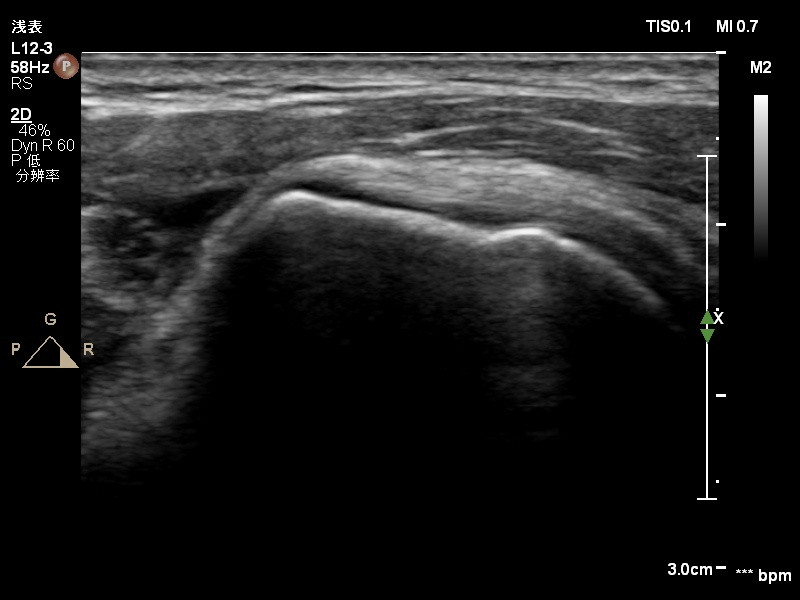 浅表
L12-3
58Hz
P
RS
2D
46%
Dyn R 60
P 低
分辨率
G
P R
TIS0.1 MI 0.7
M2
X
3.0cm
*** bpm